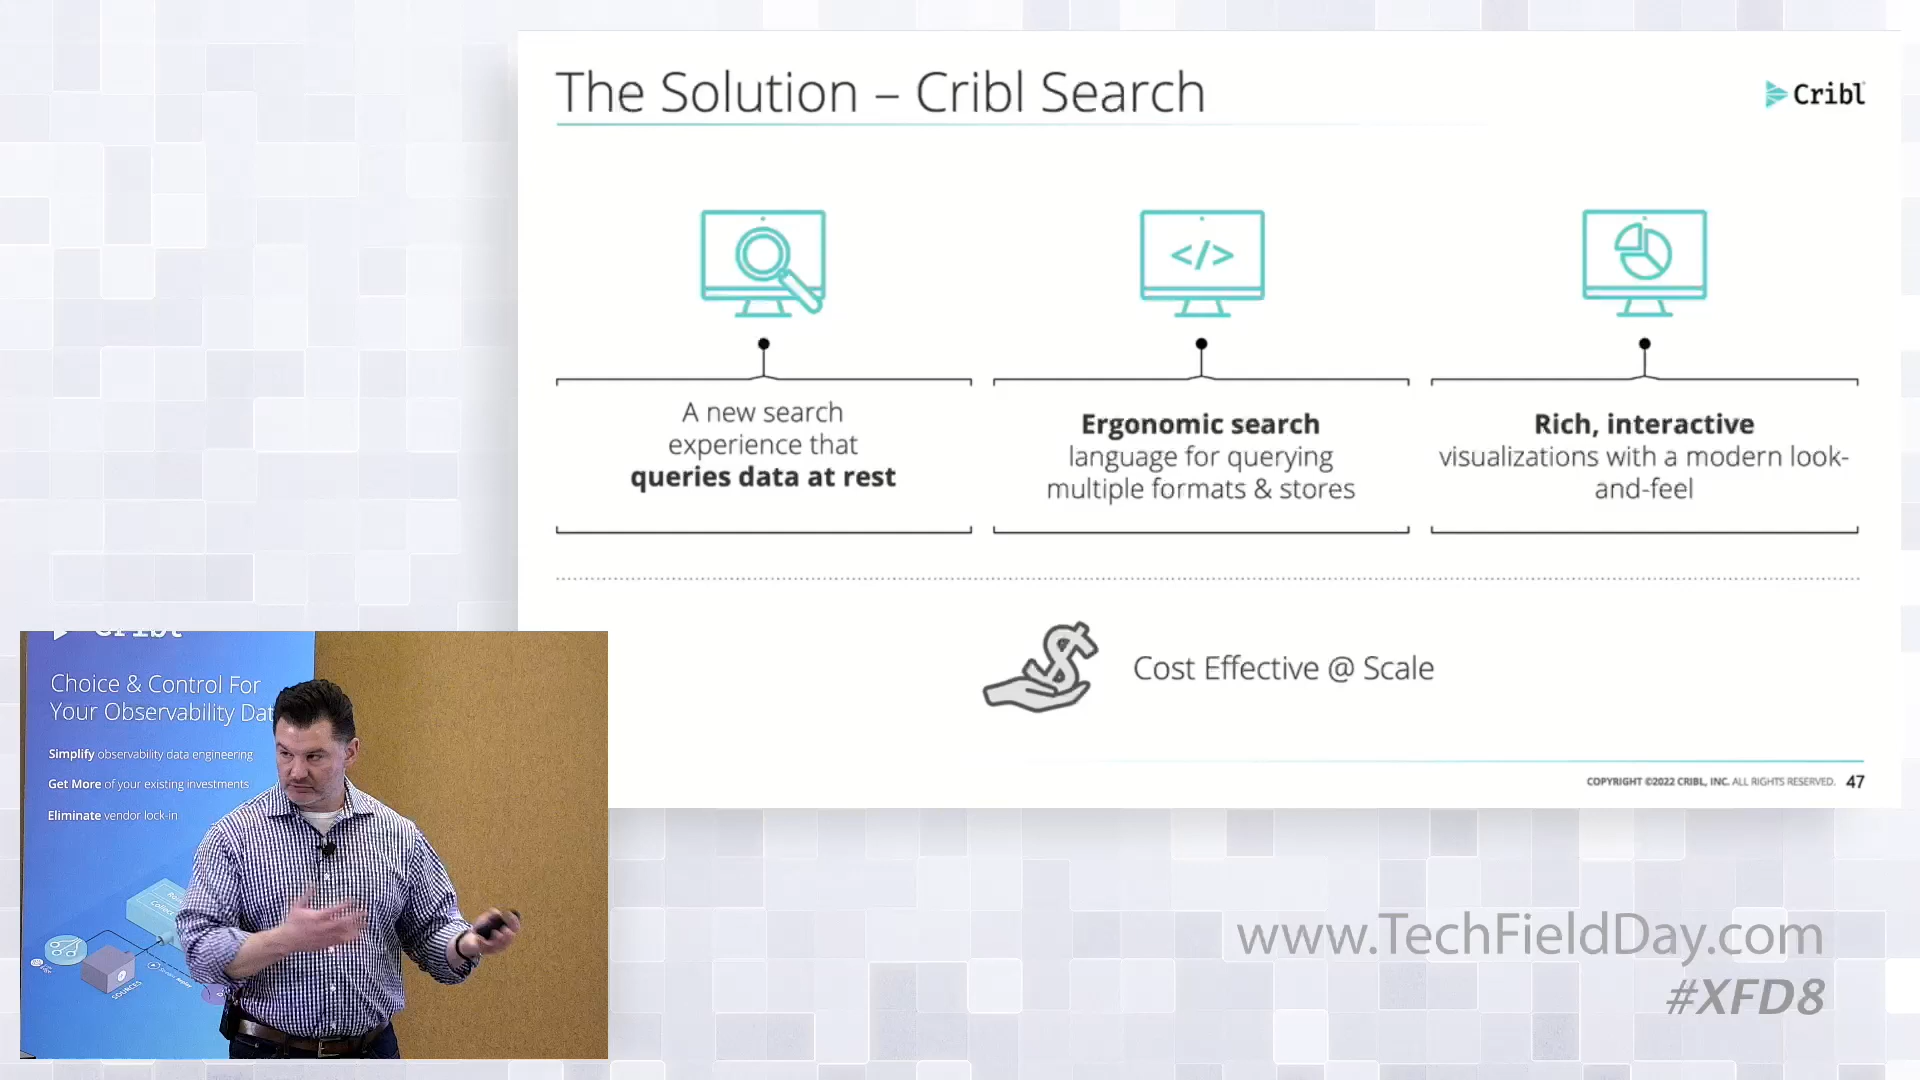 The Solution – Cribl Search
Cribl
</>
A new search
experience that
queries data at rest
Ergonomic search
language for querying
multiple formats & stores
Rich, interactive
visualizations with a modern look-
and-feel
Cost Effective @ Scale
COPYRIGHT ©2022 CRIBL, INC. ALL RIGHTS RESERVED. 47
Cribl
Choice & Control For
Your Observability Dat
Simplify observability data engineering
Get More of your existing investments
Eliminate vendor lock-in
SOURCES
www.TechFieldDay.com
#XFD8